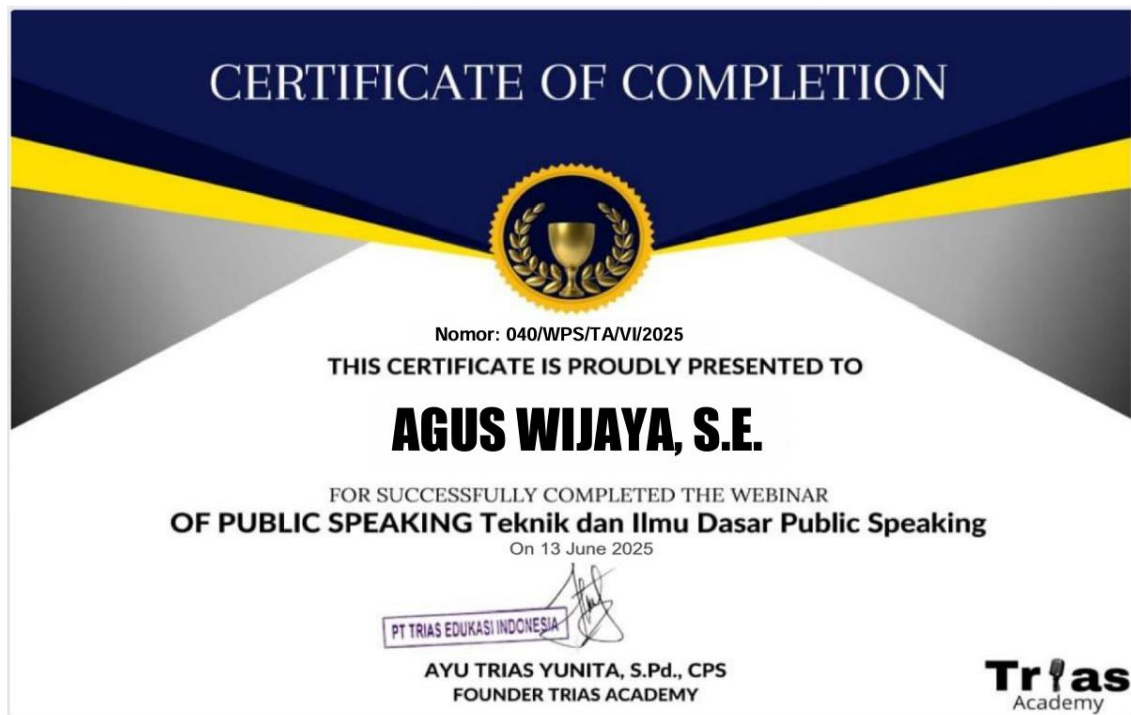 CERTIFICATE OF COMPLETION
Nomor: 040/WPS/TA/VI/2025
THIS CERTIFICATE IS PROUDLY PRESENTED TO
AGUS WIJAYA, S.E.
FOR SUCCESSFULLY COMPLETED THE WEBINAR
OF PUBLIC SPEAKING Teknik dan Ilmu Dasar Public Speaking
On 13 June 2025
PT TRIAS EDUKASI INDONESIA
AYU TRIAS YUNITA, S.Pd., CPS
FOUNDER TRIAS ACADEMY
Trias
Academy